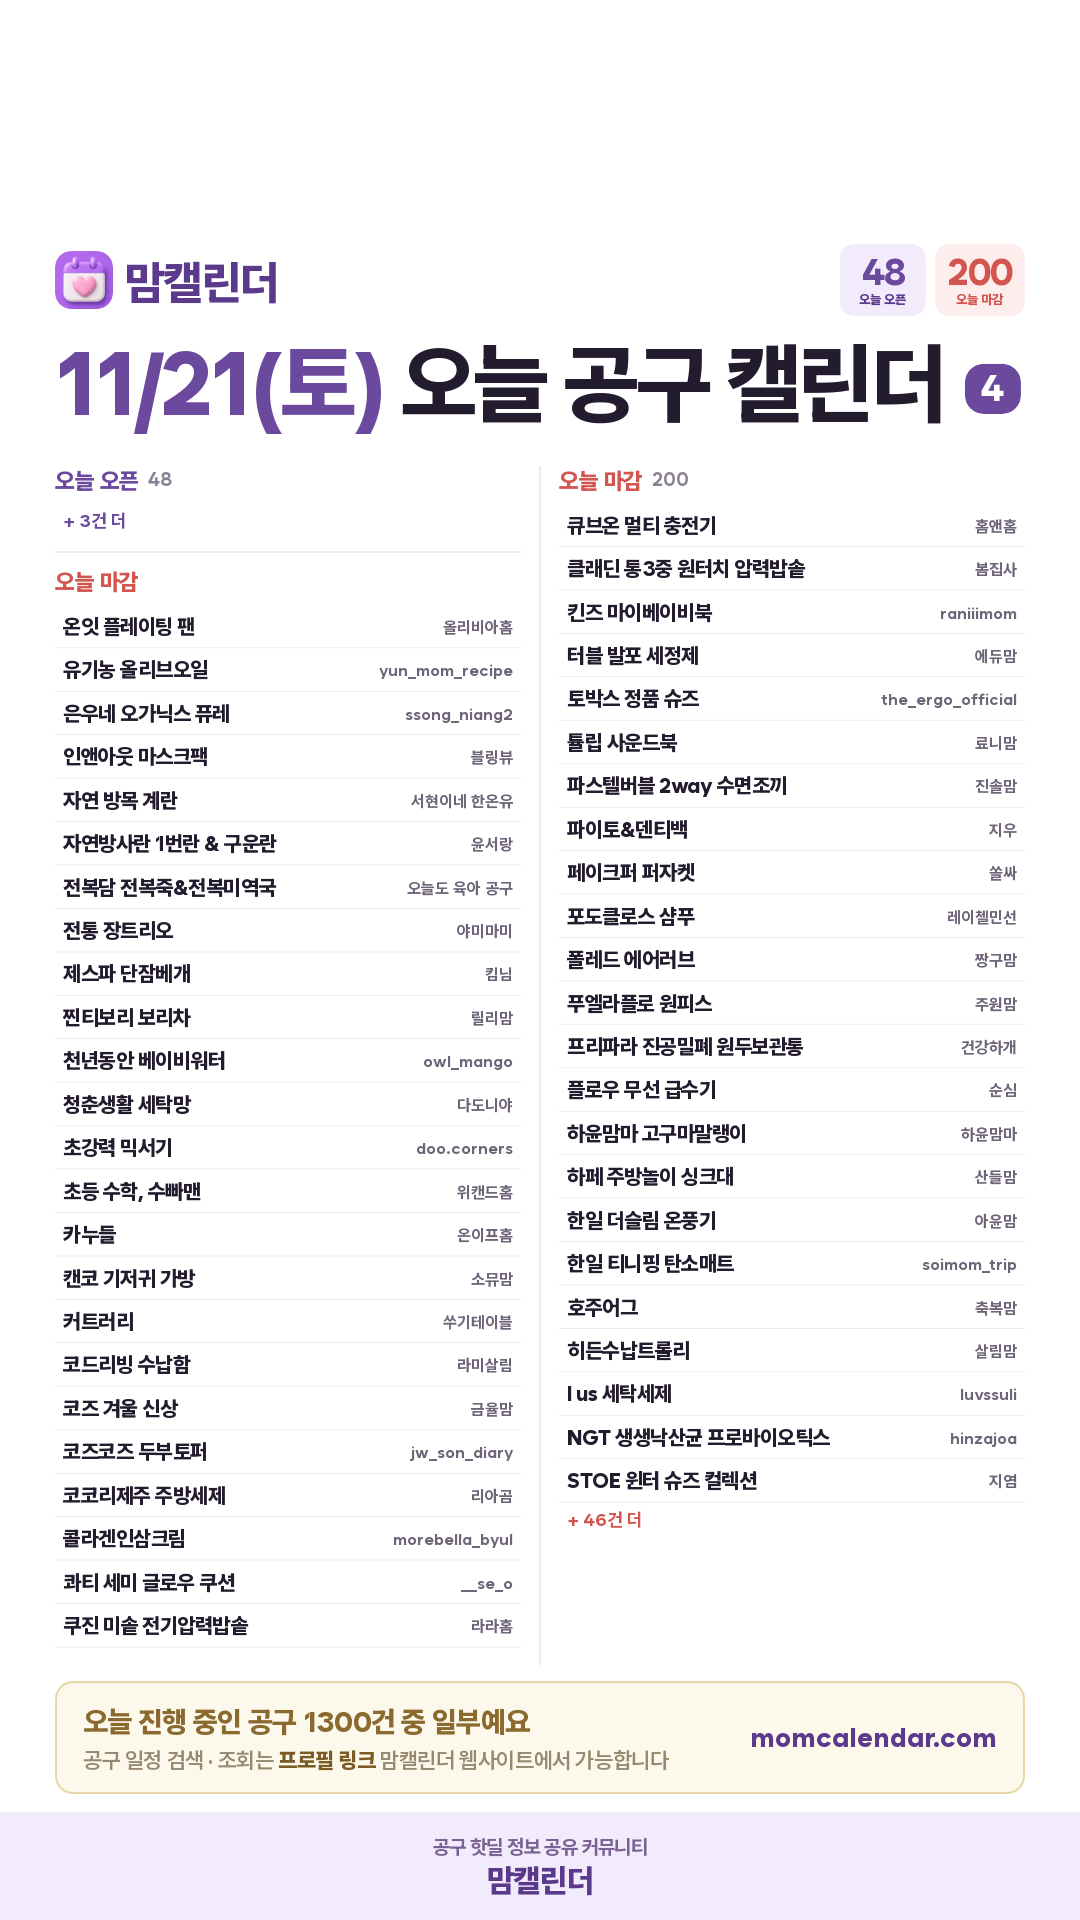 맘캘린더
48
오늘 오픈
200
오늘 마감
11/21(토) 오늘 공구 캘린더 4
오늘 오픈 48
+ 3건 더
오늘 마감
온잇 플레이팅 팬 올리비아홈
유기농 올리브오일 yun_mom_recipe
은우네 오가닉스 퓨레 ssong_niang2
인앤아웃 마스크팩 블링뷰
자연 방목 계란 서현이네 한온유
자연방사란 1번란 & 구운란 윤서랑
전복담 전복죽&전복미역국 오늘도 육아 공구
전통 장트리오 야미마미
제스파 단잠베개 킴님
찐티보리 보리차 릴리맘
천년동안 베이비워터 owl_mango
청춘생활 세탁망 다도니야
초강력 믹서기 doo.corners
초등 수학, 수빠맨 위캔드홈
카누들 온이프홈
캔코 기저귀 가방 소뮤맘
커트러리 쑤기테이블
코드리빙 수납함 라미살림
코즈 겨울 신상 금율맘
코즈코즈 두부토퍼 jw_son_diary
코코리제주 주방세제 리아곰
콜라겐인삼크림 morebella_byul
콰티 세미 글로우 쿠션 __se_o
쿠진 미솥 전기압력밥솥 라라홈
오늘 마감 200
큐브온 멀티 충전기 홈앤홈
클래딘 통3중 원터치 압력밥솥 봄집사
킨즈 마이베이비북 raniiimom
터블 발포 세정제 에듀맘
토박스 정품 슈즈 the_ergo_official
튤립 사운드북 료니맘
파스텔버블 2way 수면조끼 진솔맘
파이토&덴티백 지우
페이크퍼 퍼자켓 쏠싸
포도클로스 샴푸 레이첼민선
폴레드 에어러브 짱구맘
푸엘라플로 원피스 주원맘
프리파라 진공밀폐 원두보관통 건강하개
플로우 무선 급수기 순심
하윤맘마 고구마말랭이 하윤맘마
하페 주방놀이 싱크대 산들맘
한일 더슬림 온풍기 아윤맘
한일 티니핑 탄소매트 soimom_trip
호주어그 축복맘
히든수납트롤리 살림맘
I us 세탁세제 luvssuli
NGT 생생낙산균 프로바이오틱스 hinzajoa
STOE 윈터 슈즈 컬렉션 지염
+ 46건 더
오늘 진행 중인 공구 1300건 중 일부예요
공구 일정 검색 · 조회는 프로필 링크 맘캘린더 웹사이트에서 가능합니다
momcalendar.com
공구 핫딜 정보 공유 커뮤니티
맘캘린더